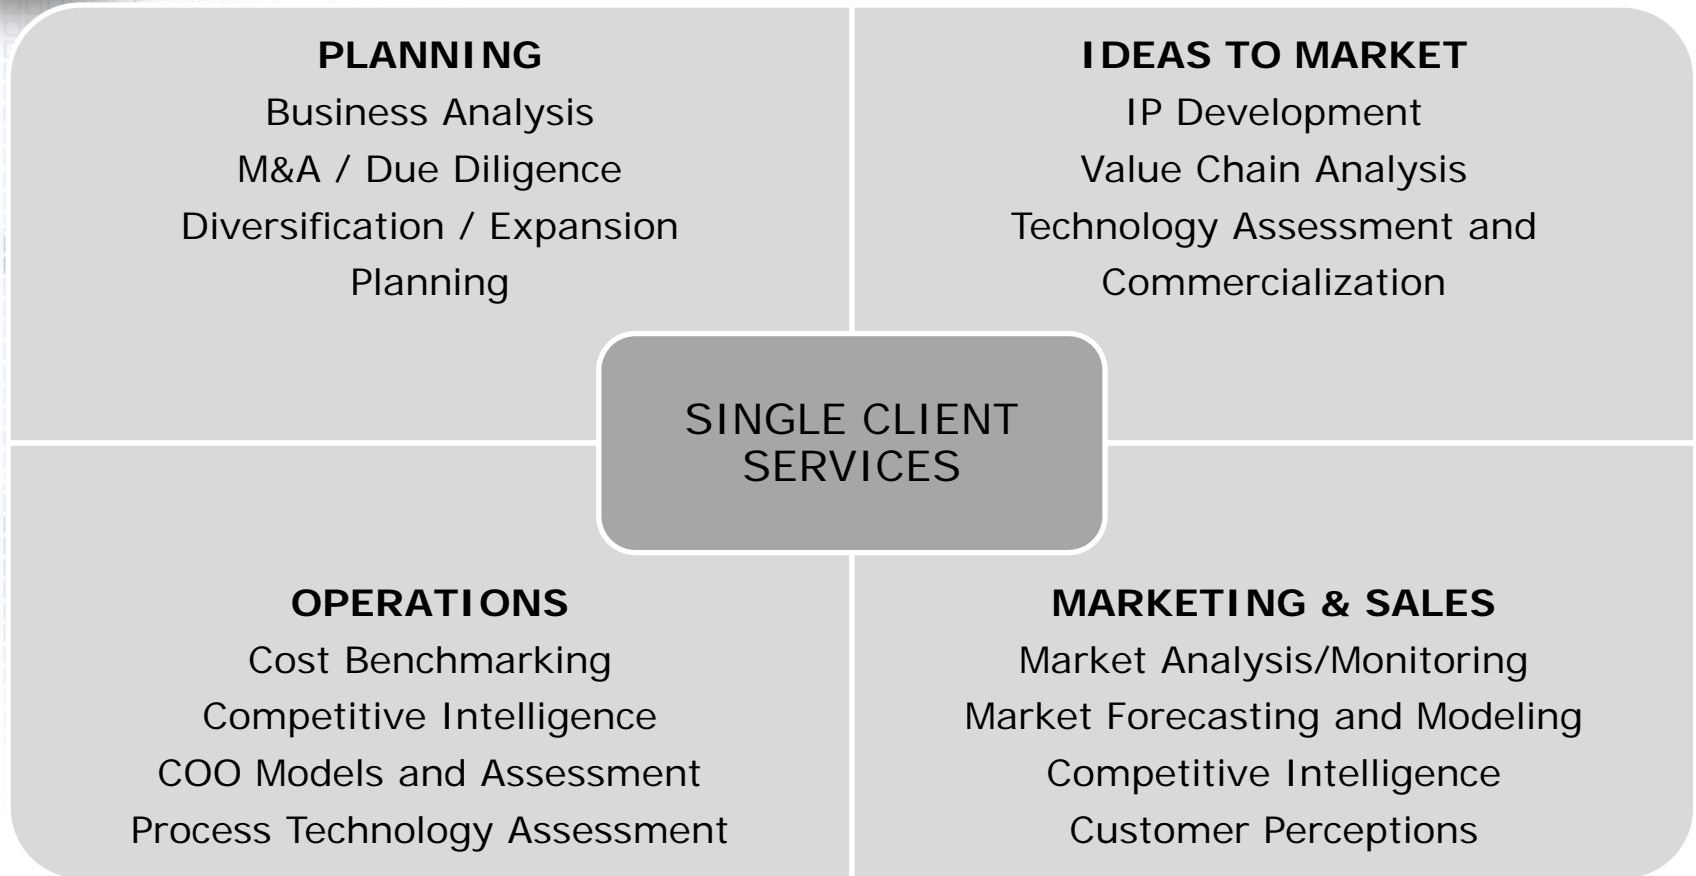 PLANNING
Business Analysis
M&A / Due Diligence
Diversification / Expansion
Planning
IDEAS TO MARKET
IP Development
Value Chain Analysis
Technology Assessment and
Commercialization
SINGLE CLIENT
SERVICES
OPERATIONS
Cost Benchmarking
Competitive Intelligence
COO Models and Assessment
Process Technology Assessment
MARKETING & SALES
Market Analysis/Monitoring
Market Forecasting and Modeling
Competitive Intelligence
Customer Perceptions